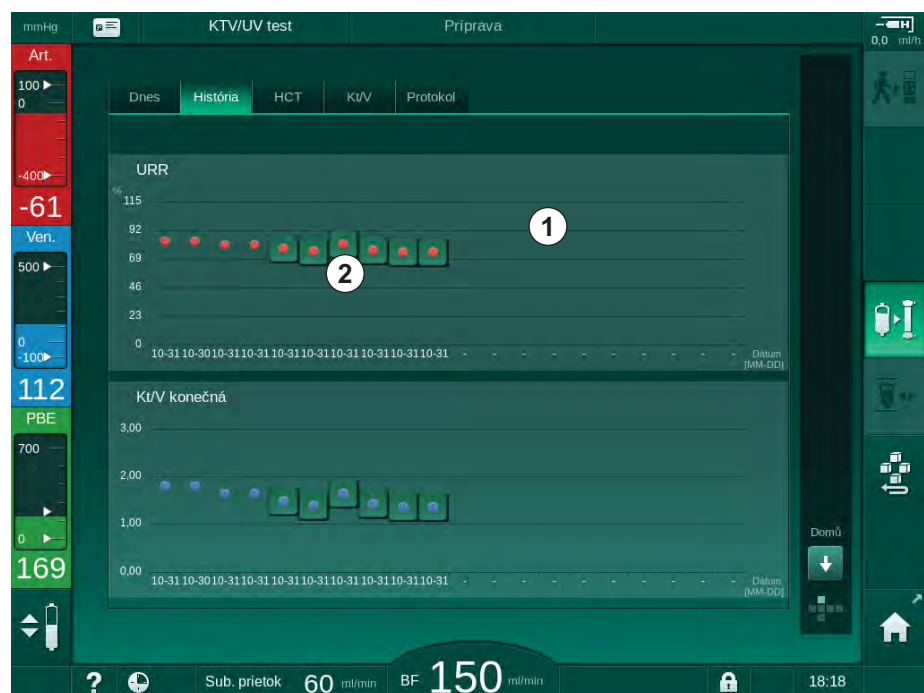 mmHg
KTV/UV test
Príprava
0,0 ml/h
Art.
100
0
-400
-61
Ven.
500
0
-100
112
PBE
700
0
169
Dnes História HCT Kt/V Protokol
URR
%
115
92
69
46
23
0
10-31 10-30 10-31 10-31 10-31 10-31 10-31 10-31 10-31 10-31 - - - - - - - - - - Dátum
[MM-DD]
1
2
Kt/V konečná
3,00
2,00
1,00
0,00
10-31 10-30 10-31 10-31 10-31 10-31 10-31 10-31 10-31 10-31 - - - - - - - - - - Dátum
[MM-DD]
Domů
? Sub. prietok 60 ml/min BF 150 ml/min 18:18